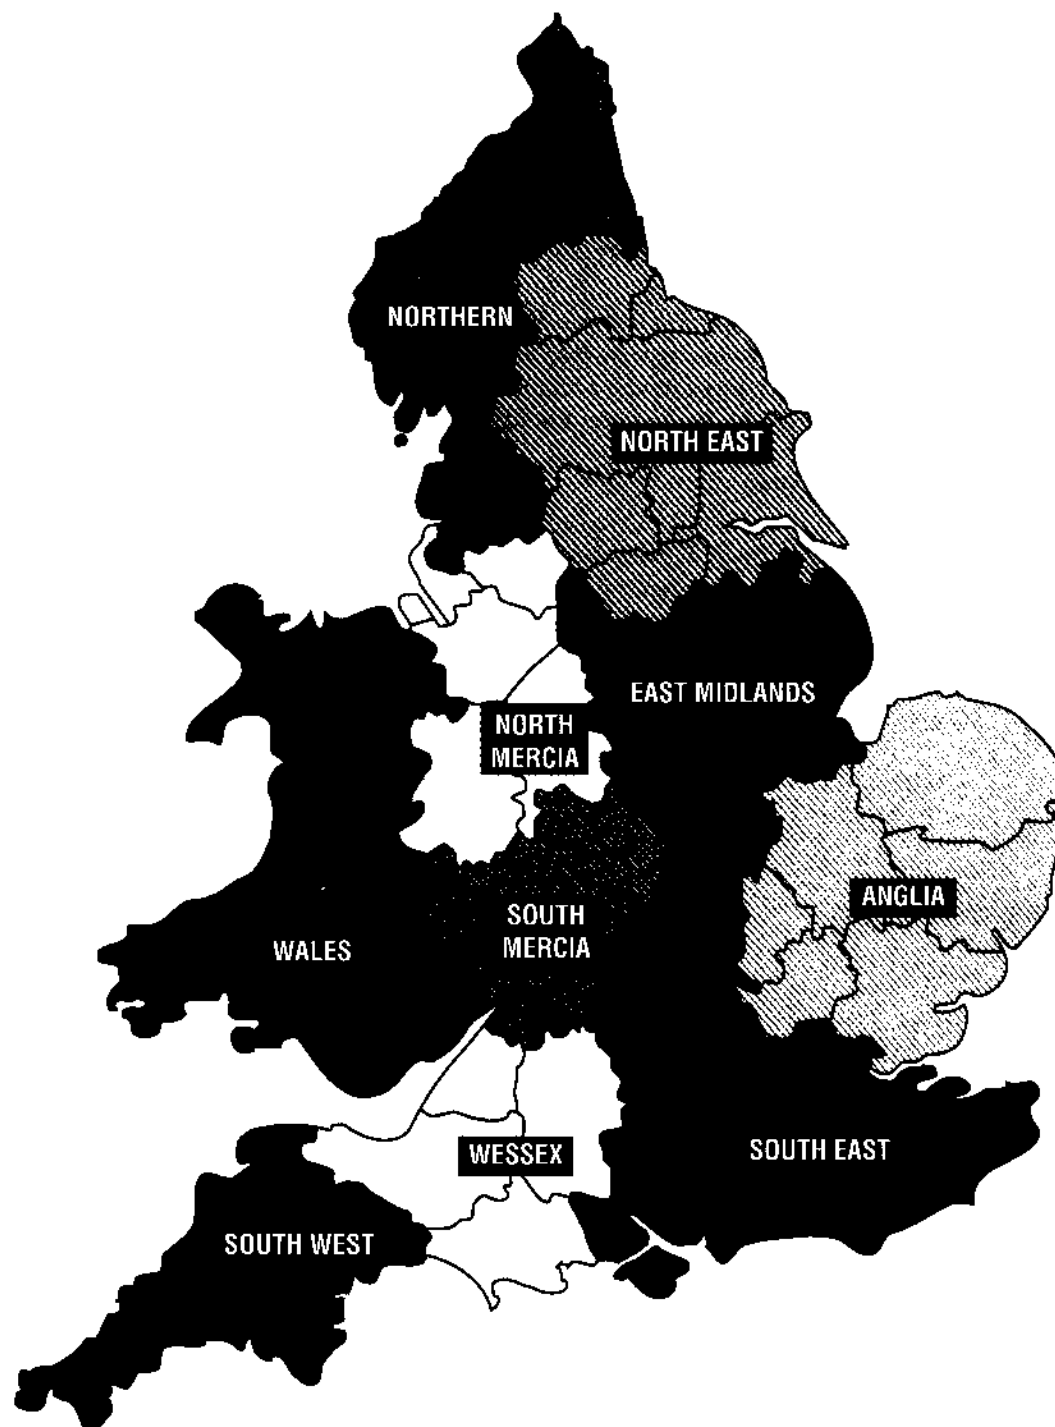 NORTHERN
NORTH EAST
EAST MIDLANDS
NORTH
MERCIA
ANGLIA
SOUTH
MERCIA
WALES
WESSEX
SOUTH EAST
SOUTH WEST